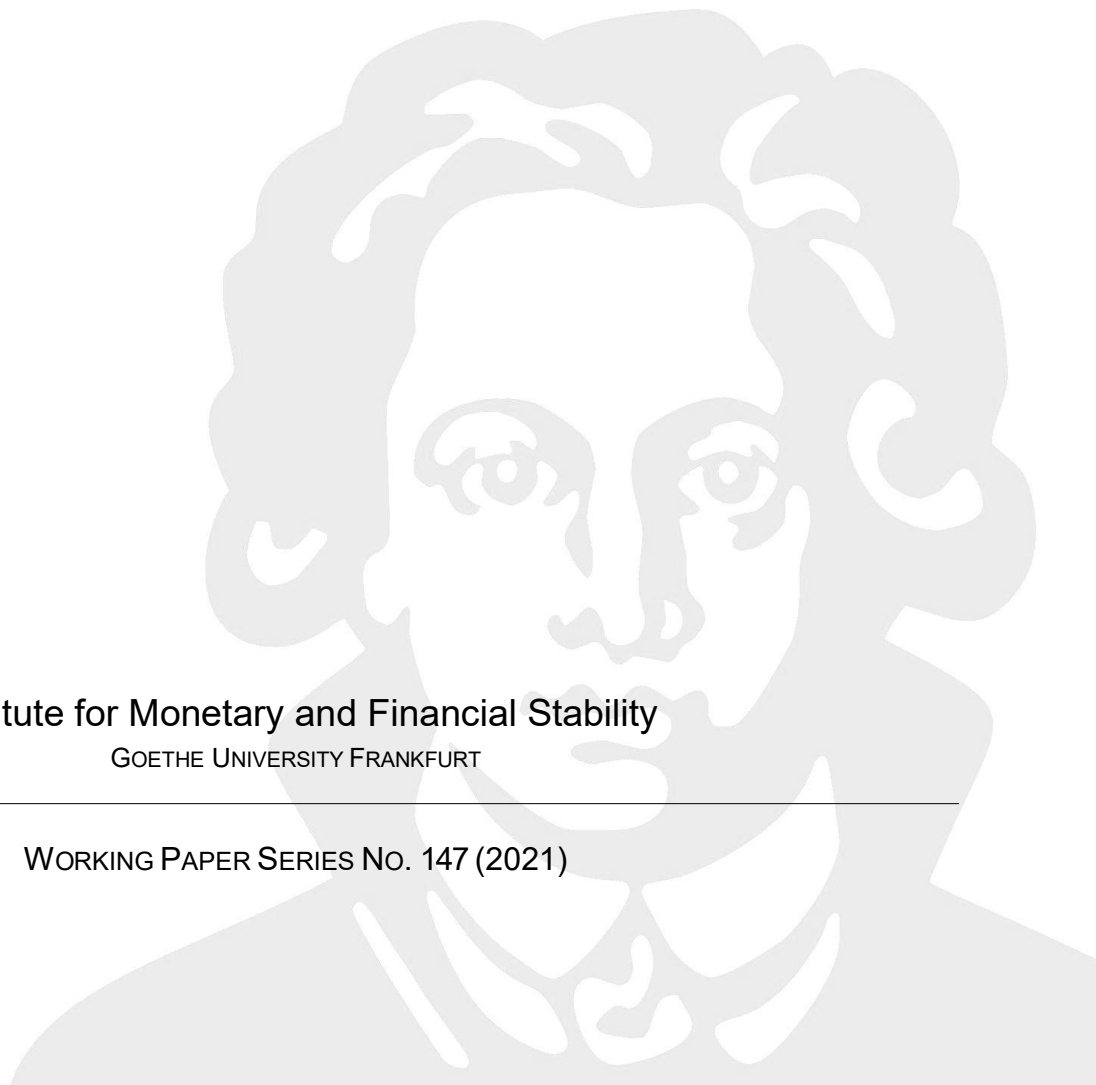 tute for Monetary and Financial Stability
GOETHE UNIVERSITY FRANKFURT
WORKING PAPER SERIES NO. 147 (2021)